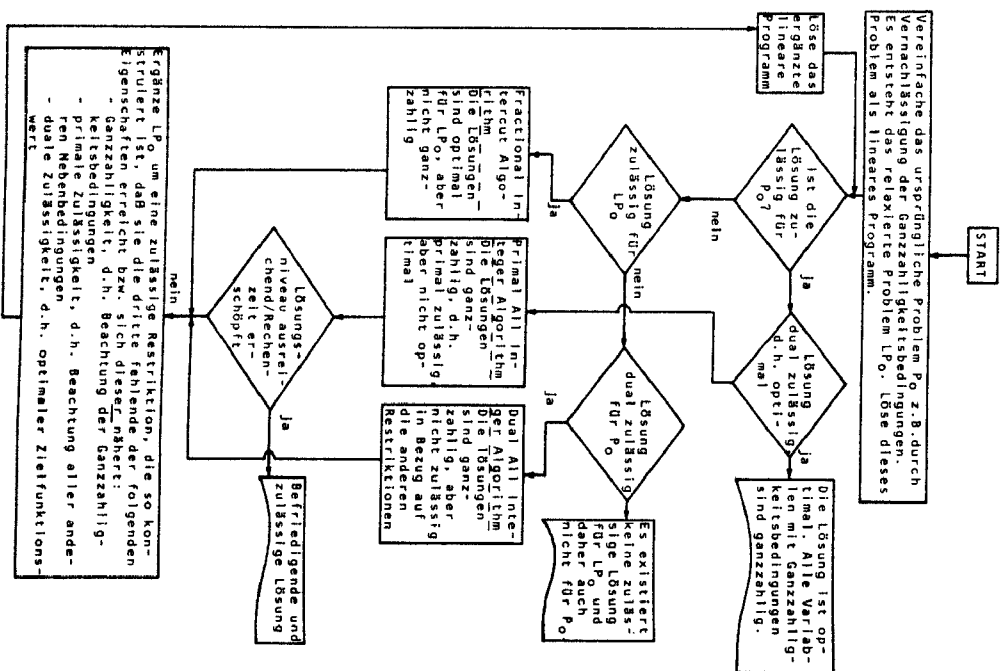 START
Vereinfache das ursprüngliche Problem P₀ z.B.durch
Vernachlässigung der Ganzzahligkeitsbedingungen.
Es entsteht das relaxierte Problem LP₀. Löse dieses
Problem als lineares Programm.
Löse das
ergänzte
lineare
Programm
ist die
Lösung zu-
lässig für
P₀?
ja
nein
Lösung
dual zulässig
d.h. opti-
mal
ja
Die Lösung ist op-
timal. Alle Variab-
len mit Ganzzahlig-
keitsbedingungen
sind ganzzahlig.
Lösung
zulässig für
LP₀
nein
ja
Lösung
dual zulässig
für P₀
ja
Es existiert
keine zuläs-
sige Lösung
für LP₀ und
daher auch
nicht für P₀.
Fractional In-
tercut Algo-
rithm
Die Lösungen
sind optimal
für LP₀, aber
nicht ganz-
zahlig
Primal All In-
teger Algorithm
Die Lösungen
sind ganz-
zahlig, d.h.
primal zulässig,
aber nicht op-
timal
Dual All Inte-
ger Algorithm
Die Lösungen
sind ganz-
zahlig, aber
nicht zulässig
in Bezug auf
die anderen
Restriktionen
Lösungs-
niveau ausrei-
chend/Rechen-
zeit er-
schöpft
ja
nein
Befriedigende und
zulässige Lösung
Ergänze LP₀ um eine zulässige Restriktion, die so kon-
struiert ist, daß sie die dritte fehlende der folgenden
Eigenschaften erreicht bzw. sich dieser nähert:
- Ganzzahligkeit, d.h. Beachtung der Ganzzahlig-
keitsbedingungen
- primale Zulässigkeit, d.h. Beachtung aller ande-
ren Nebenbedingungen
- duale Zulässigkeit, d.h. optimaler Zielfunktions-
wert